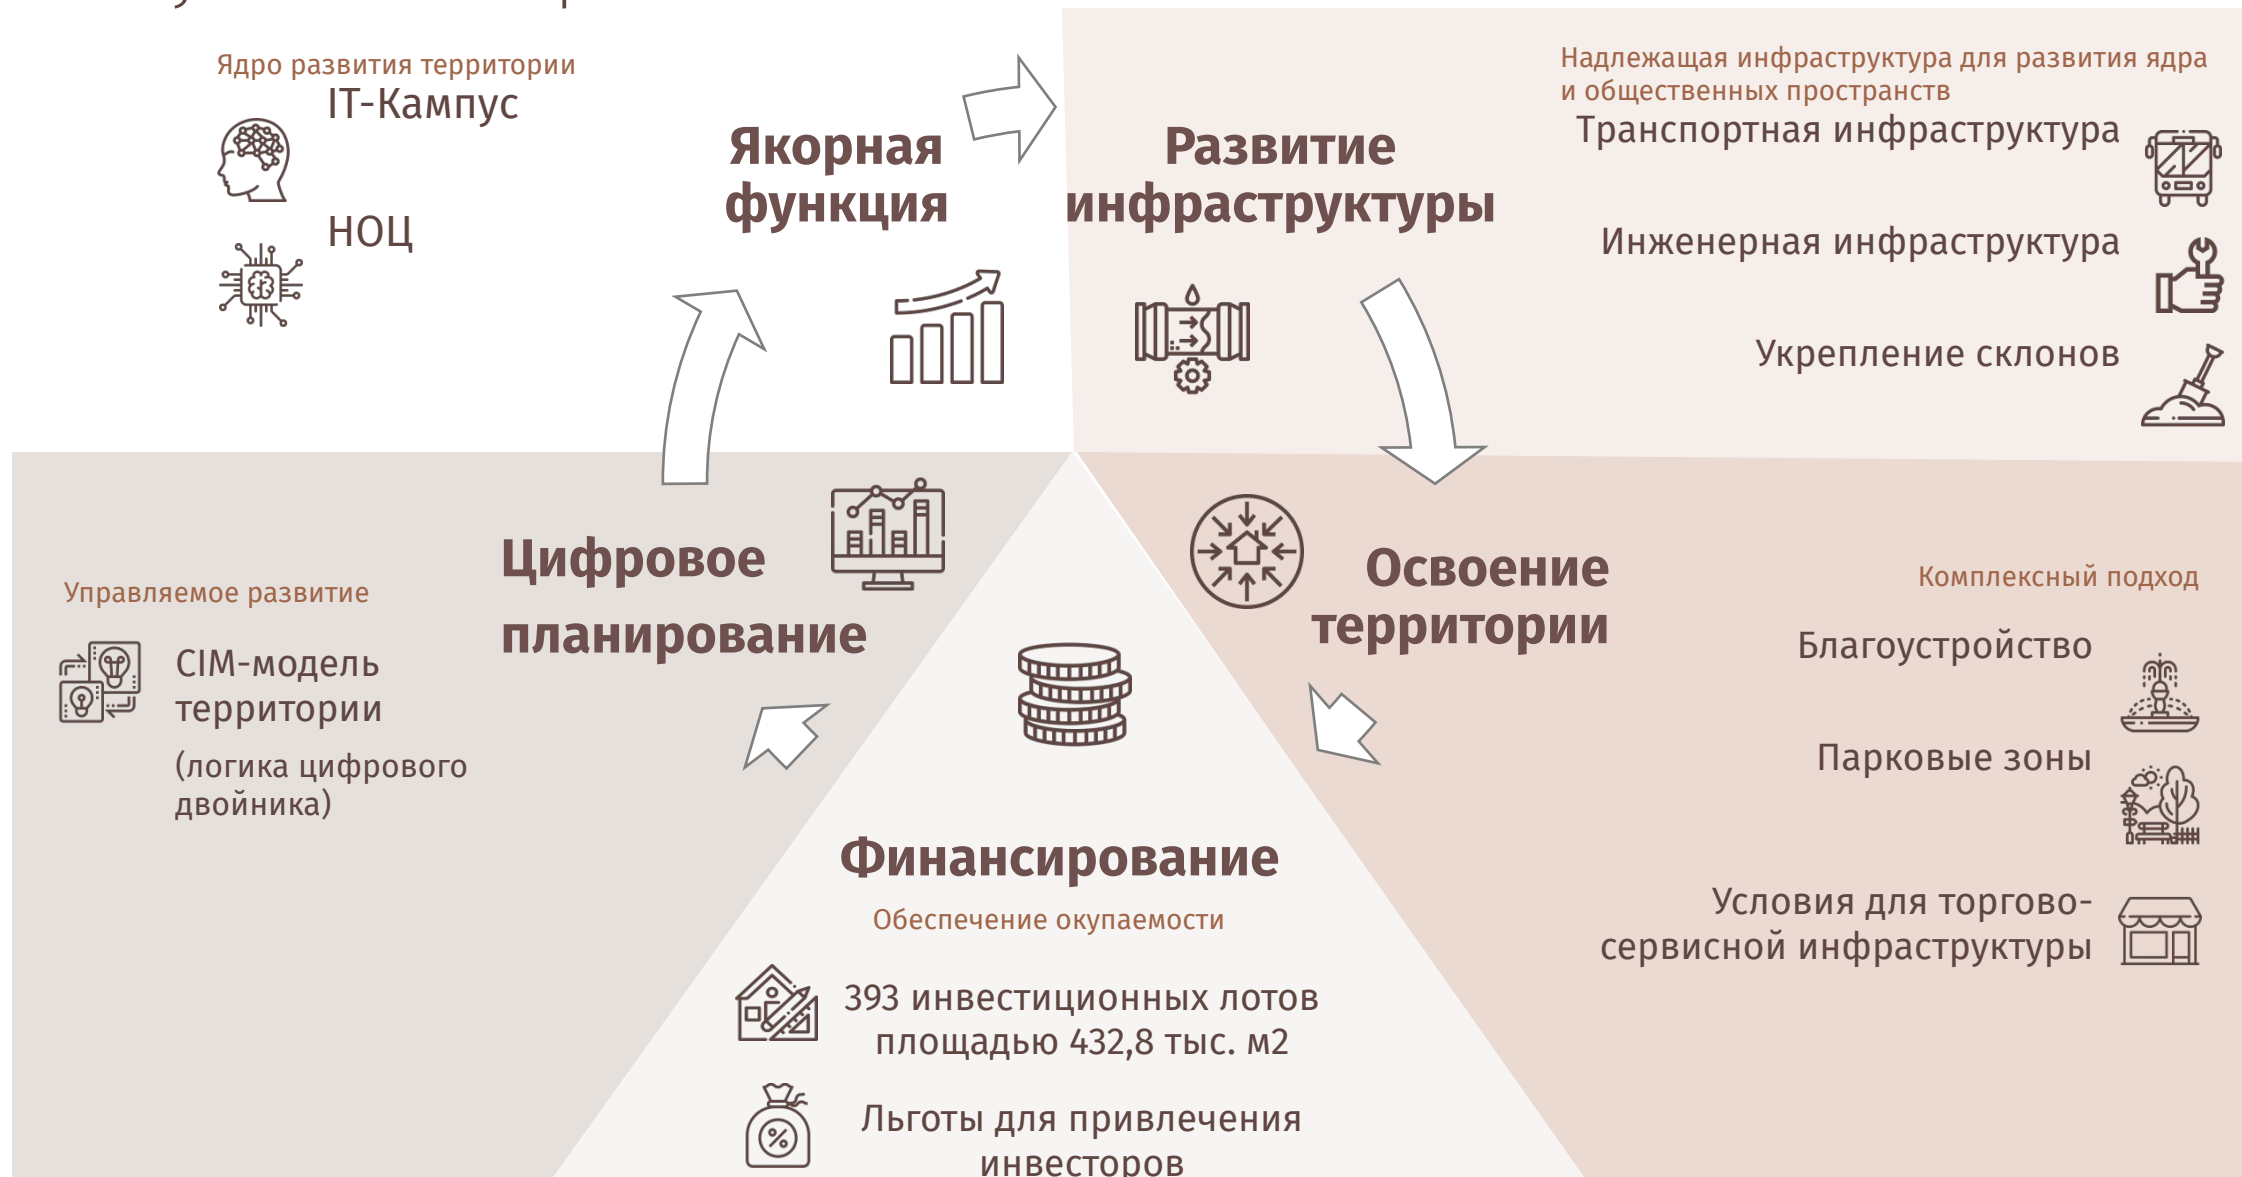 Ядро развития территории
IT-Кампус
НОЦ
Якорная
функция
Развитие
инфраструктуры
Надлежащая инфраструктура для развития ядра
и общественных пространств
Транспортная инфраструктура
Инженерная инфраструктура
Укрепление склонов
Цифровое
планирование
Управляемое развитие
CIM-модель
территории
(логика цифрового
двойника)
Освоение
территории
Комплексный подход
Благоустройство
Парковые зоны
Условия для торгово-
сервисной инфраструктуры
Финансирование
Обеспечение окупаемости
393 инвестиционных лотов
площадью 432,8 тыс. м2
Льготы для привлечения
инвесторов